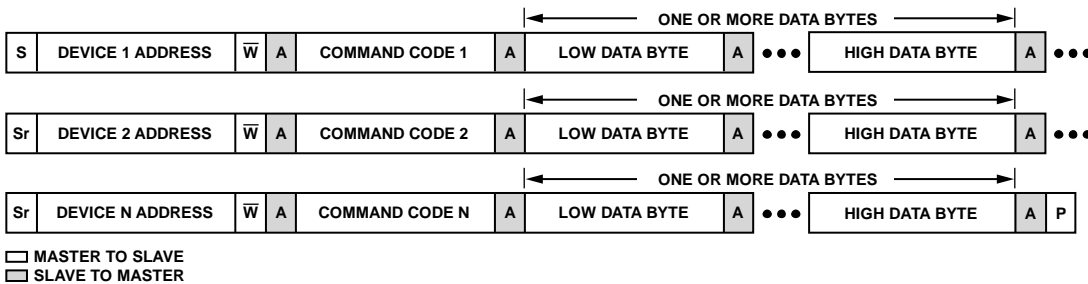 ONE OR MORE DATA BYTES
S DEVICE 1 ADDRESS W̅ A COMMAND CODE 1 A LOW DATA BYTE A ••• HIGH DATA BYTE A •••
ONE OR MORE DATA BYTES
Sr DEVICE 2 ADDRESS W̅ A COMMAND CODE 2 A LOW DATA BYTE A ••• HIGH DATA BYTE A •••
ONE OR MORE DATA BYTES
Sr DEVICE N ADDRESS W̅ A COMMAND CODE N A LOW DATA BYTE A ••• HIGH DATA BYTE A P
MASTER TO SLAVE
SLAVE TO MASTER